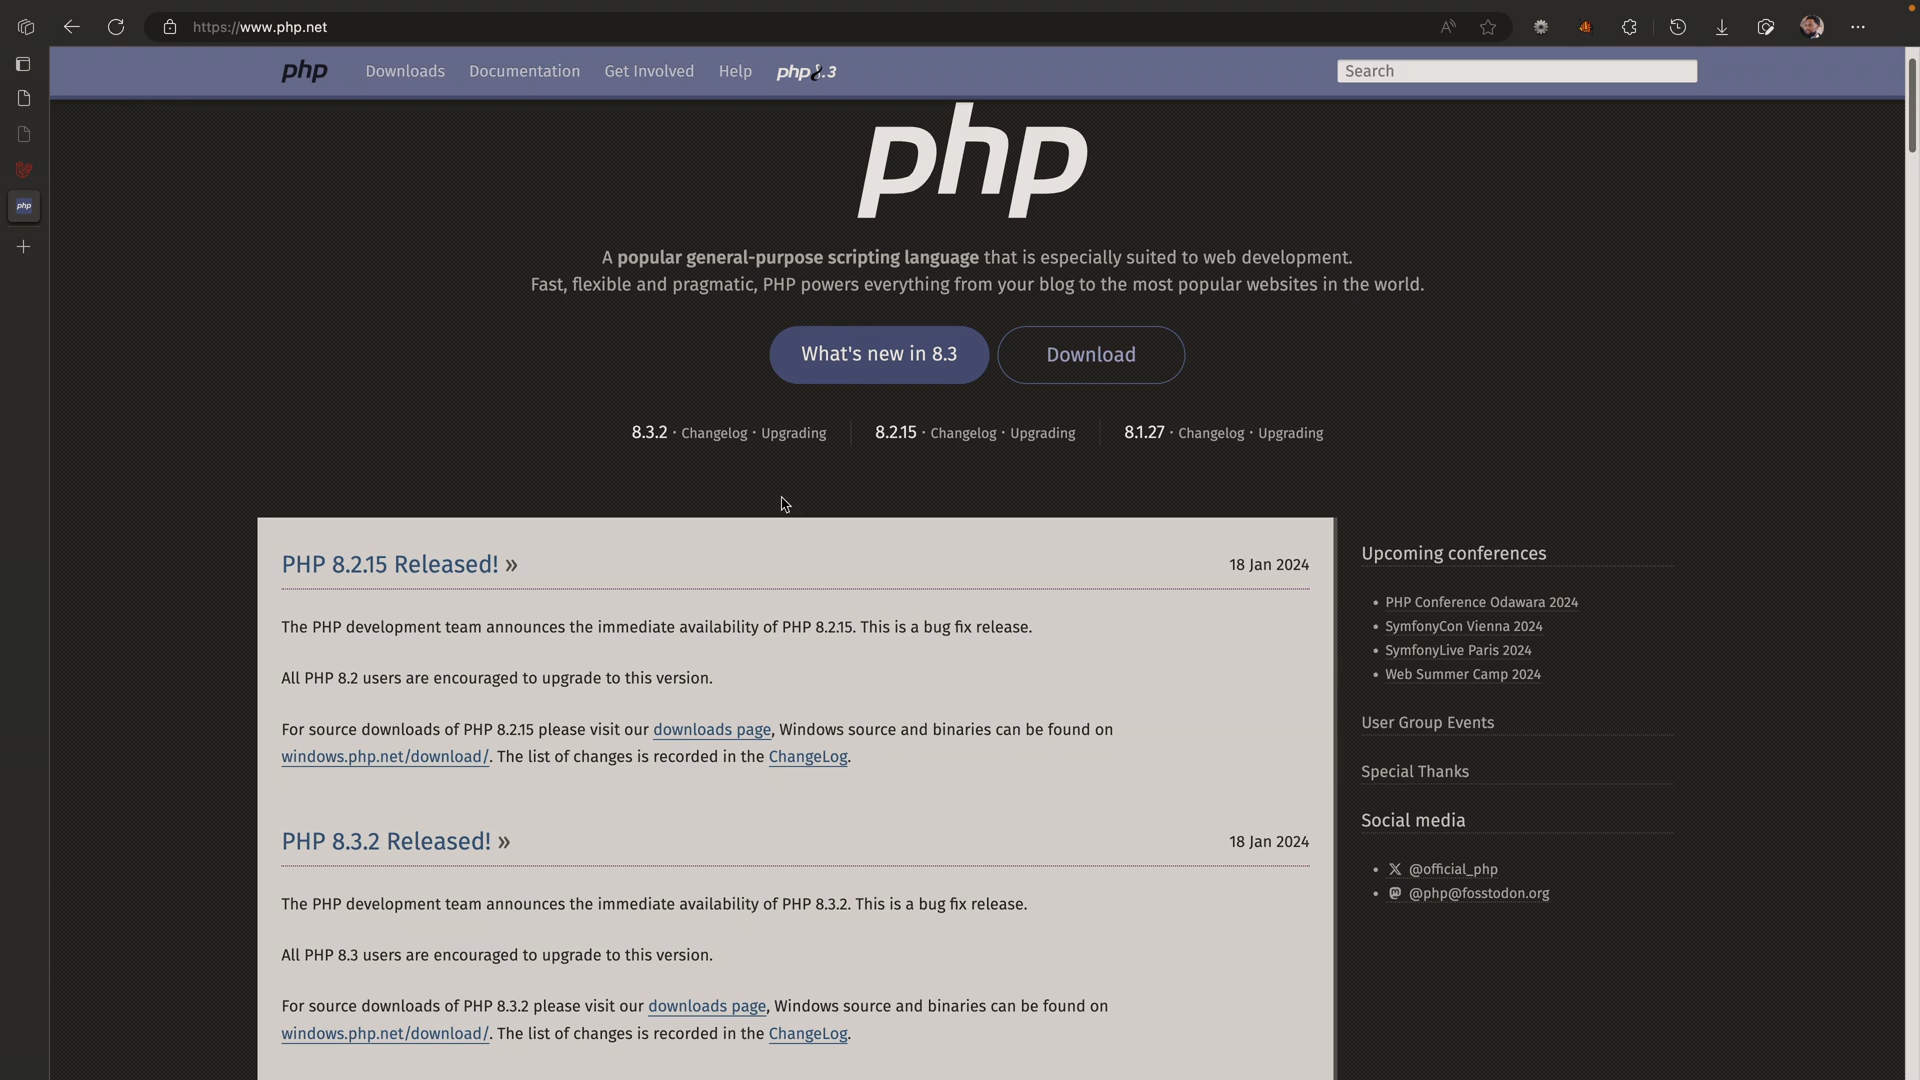 https://www.php.net
php
Downloads
Documentation
Get Involved
Help
php8.3
Search
php
php
A popular general-purpose scripting language that is especially suited to web development.
Fast, flexible and pragmatic, PHP powers everything from your blog to the most popular websites in the world.
What's new in 8.3
Download
8.3.2 · Changelog · Upgrading
8.2.15 · Changelog · Upgrading
8.1.27 · Changelog · Upgrading
PHP 8.2.15 Released! »
18 Jan 2024
The PHP development team announces the immediate availability of PHP 8.2.15. This is a bug fix release.
All PHP 8.2 users are encouraged to upgrade to this version.
For source downloads of PHP 8.2.15 please visit our downloads page, Windows source and binaries can be found on
windows.php.net/download/. The list of changes is recorded in the ChangeLog.
PHP 8.3.2 Released! »
18 Jan 2024
The PHP development team announces the immediate availability of PHP 8.3.2. This is a bug fix release.
All PHP 8.3 users are encouraged to upgrade to this version.
For source downloads of PHP 8.3.2 please visit our downloads page, Windows source and binaries can be found on
windows.php.net/download/. The list of changes is recorded in the ChangeLog.
Upcoming conferences
• PHP Conference Odawara 2024
• SymfonyCon Vienna 2024
• SymfonyLive Paris 2024
• Web Summer Camp 2024
User Group Events
Special Thanks
Social media
• @official_php
• @php@fosstodon.org